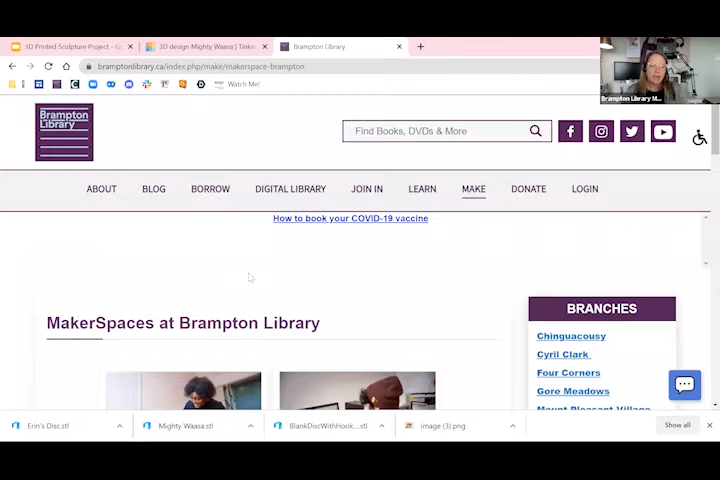 3D Printed Sculpture Project - G
3D design Mighty Waasa | Tinker
Brampton Library
bramptonlibrary.ca/index.php/make/makerspace-brampton
Watch Me!
Brampton Library M...
Brampton
Library
Find Books, DVDs & More
ABOUT BLOG BORROW DIGITAL LIBRARY JOIN IN LEARN MAKE DONATE LOGIN
How to book your COVID-19 vaccine
MakerSpaces at Brampton Library
BRANCHES
Chinguacousy
Cyril Clark
Four Corners
Gore Meadows
Mount Pleasant Village
Erin's Disc.stl
Mighty Waasa.stl
BlankDiscWithHook....stl
image (3).png
Show all